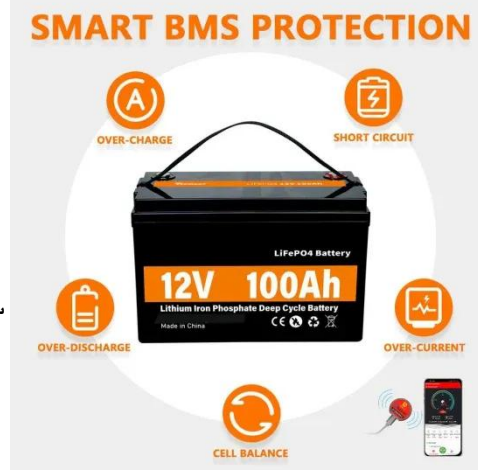 SMART BMS PROTECTION
OVER-CHARGE
SHORT CIRCUIT
LiFePO4 Battery
12V 100Ah
Lithium Iron Phosphate Deep Cycle Battery
Made in China
CE
OVER-DISCHARGE
OVER-CURRENT
CELL BALANCE